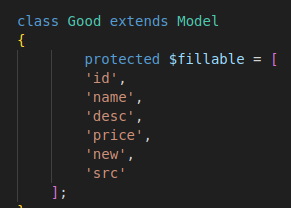 class Good extends Model
{
protected $fillable = [
'id',
'name',
'desc',
'price',
'new',
'src'
];
}